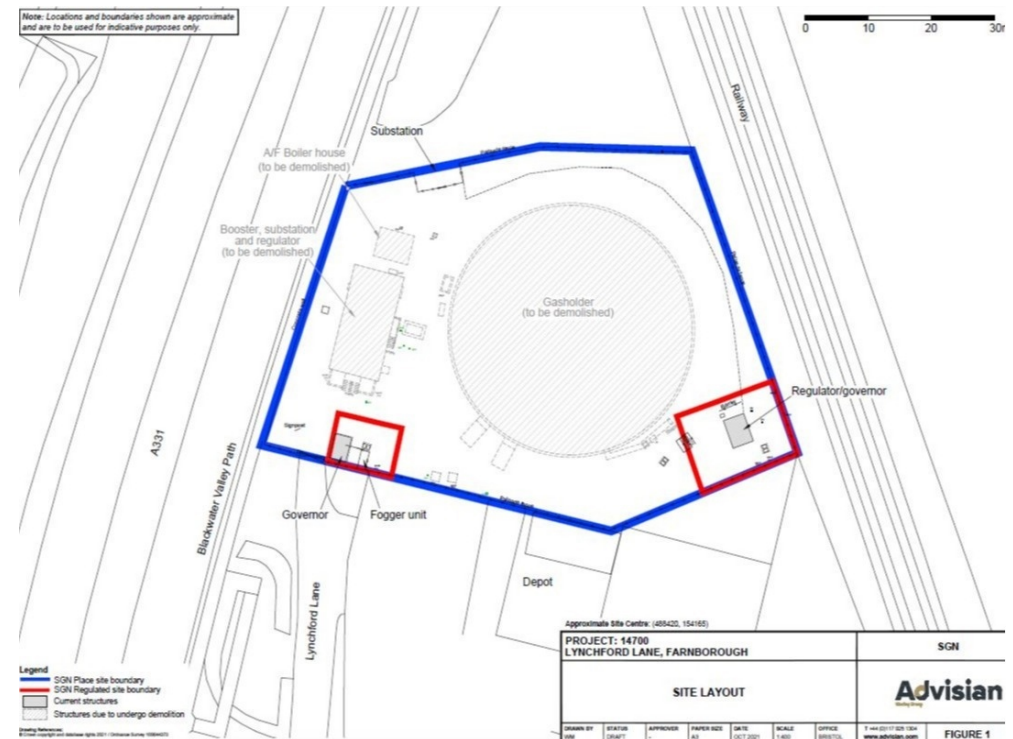 Note: Locations and boundaries shown are approximate
and are to be used for indicative purposes only.
0 10 20 30m
Railway
Substation
A/F Boiler house
(to be demolished)
Booster, substation
and regulator
(to be demolished)
Gasholder
(to be demolished)
Regulator/governor
A331
Blackwater Valley Path
Governor
Fogger unit
Lynchford Lane
Depot
Approximate Site Centre: (488420, 154165)
PROJECT: 14700
LYNCHFORD LANE, FARNBOROUGH
SGN
SITE LAYOUT
Advisian
Legend
SGN Place site boundary
SGN Regulated site boundary
Current structures
Structures due to undergo demolition
DRAWN BY
STATUS
DRAFT
APPROVER
-
PAPER SIZE
A3
DATE
OCT 2021
SCALE
OFFICE
BRISTOL
www.advisian.com
FIGURE 1